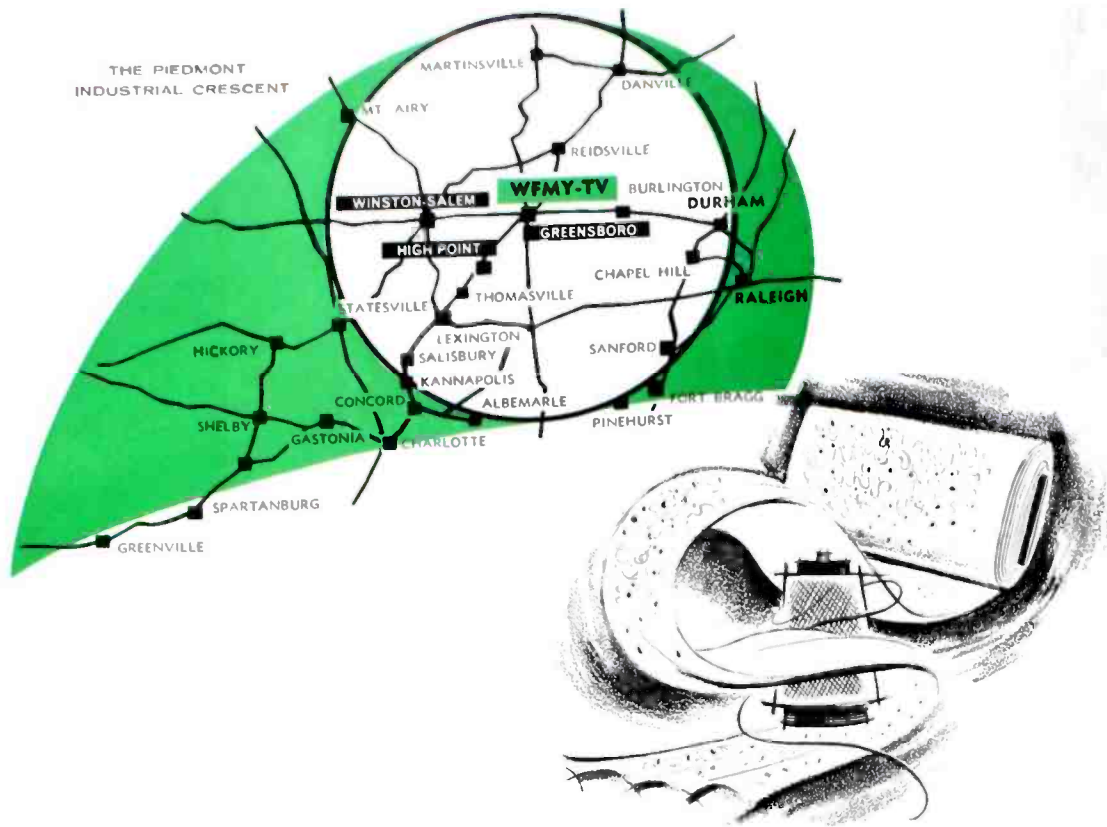 THE PIEDMONT
INDUSTRIAL CRESCENT
MARTINSVILLE
DANVILLE
MT. AIRY
REIDSVILLE
WFMY-TV
BURLINGTON
WINSTON-SALEM
DURHAM
GREENSBORO
HIGH POINT
CHAPEL HILL
THOMASVILLE
RALEIGH
STATESVILLE
LEXINGTON
HICKORY
SANFORD
SALISBURY
KANNAPOLIS
CONCORD
ALBEMARLE
FORT BRAGG
SHELBY
PINEHURST
GASTONIA
CHARLOTTE
SPARTANBURG
GREENVILLE